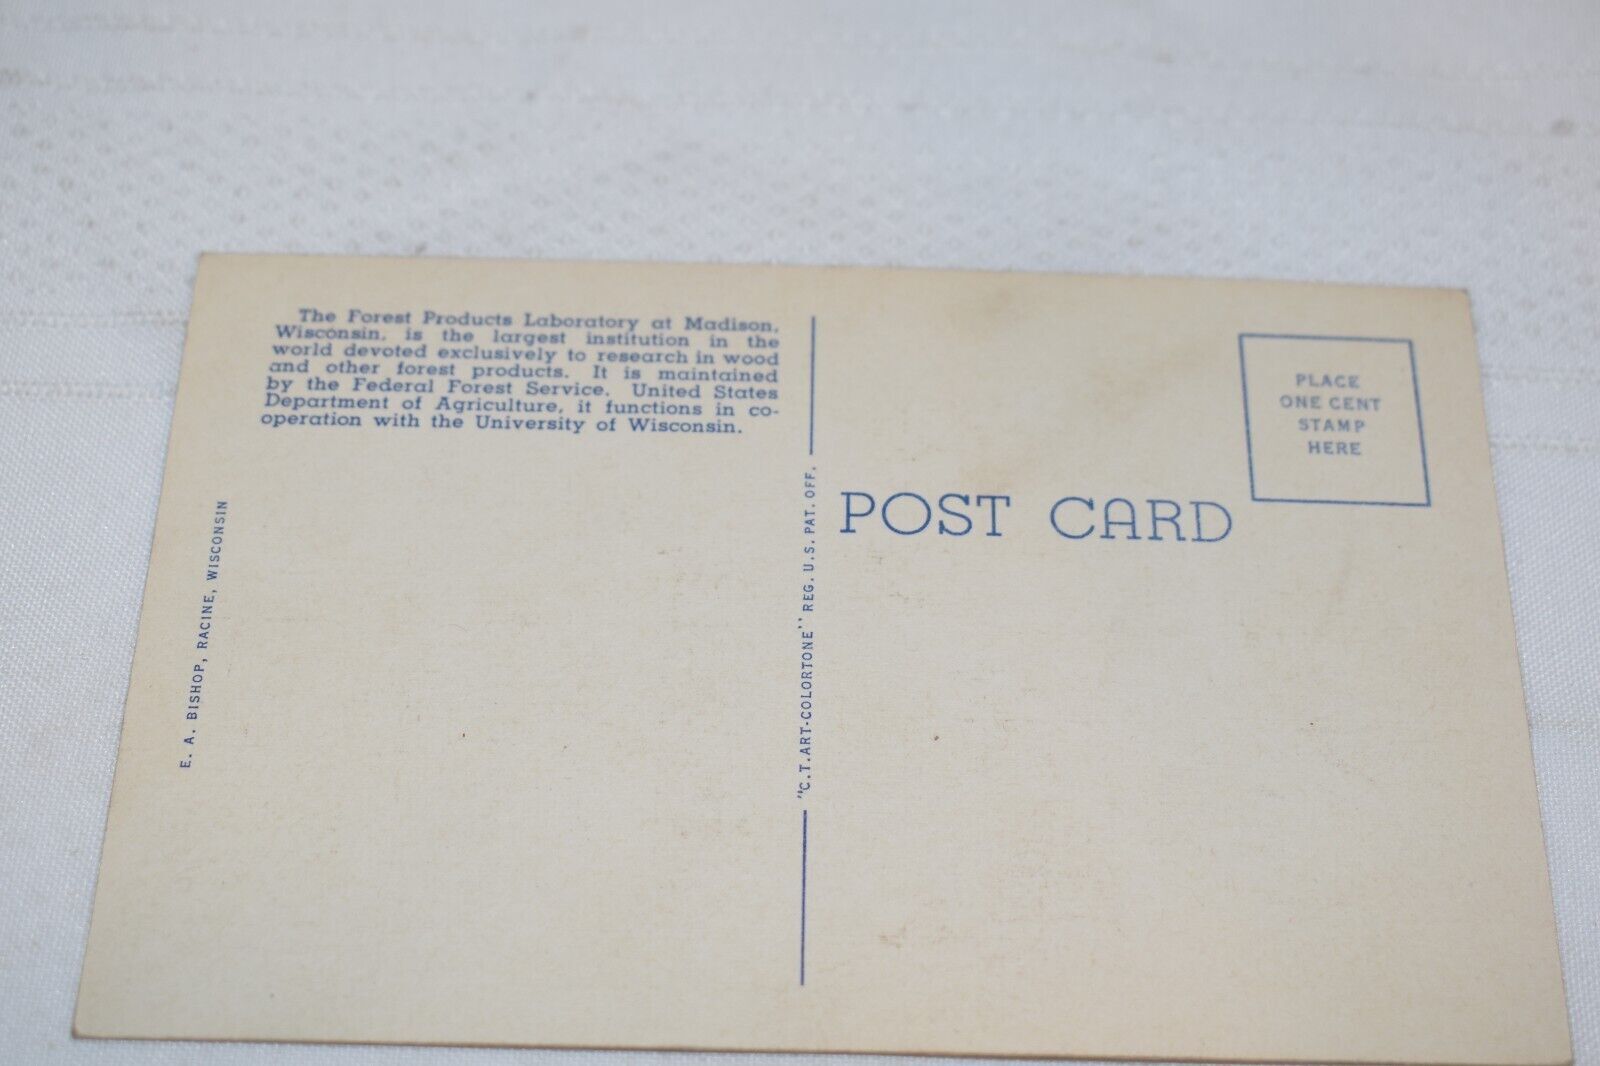 The Forest Products Laboratory at Madison,
Wisconsin, is the largest institution in the
world devoted exclusively to research in wood
and other forest products. It is maintained
by the Federal Forest Service, United States
Department of Agriculture, it functions in co-
operation with the University of Wisconsin.
E. A. BISHOP, RACINE, WISCONSIN
"C.T.ART-COLORTONE" REG. U.S. PAT. OFF.
POST CARD
PLACE
ONE CENT
STAMP
HERE